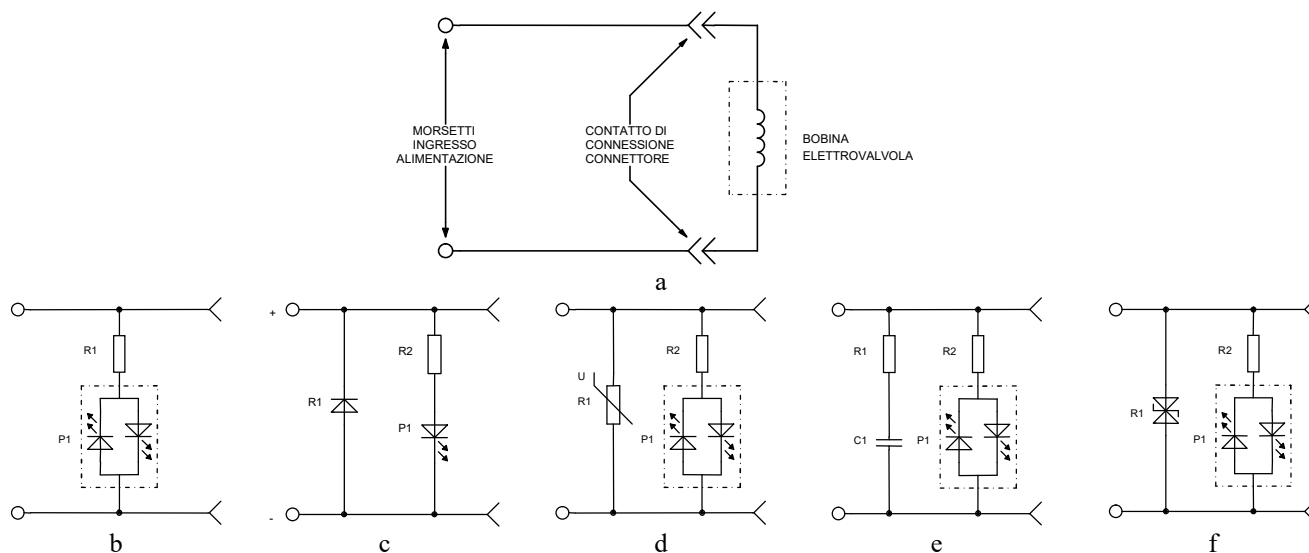 MORSETTI
INGRESSO
ALIMENTAZIONE
CONTATTO DI
CONNESSIONE
CONNETTORE
BOBINA
ELETTROVALVOLA
a
R1
P1
b
+
R1
R2
P1
-
c
U
R1
R2
P1
d
R1
R2
C1
P1
e
R1
R2
P1
f